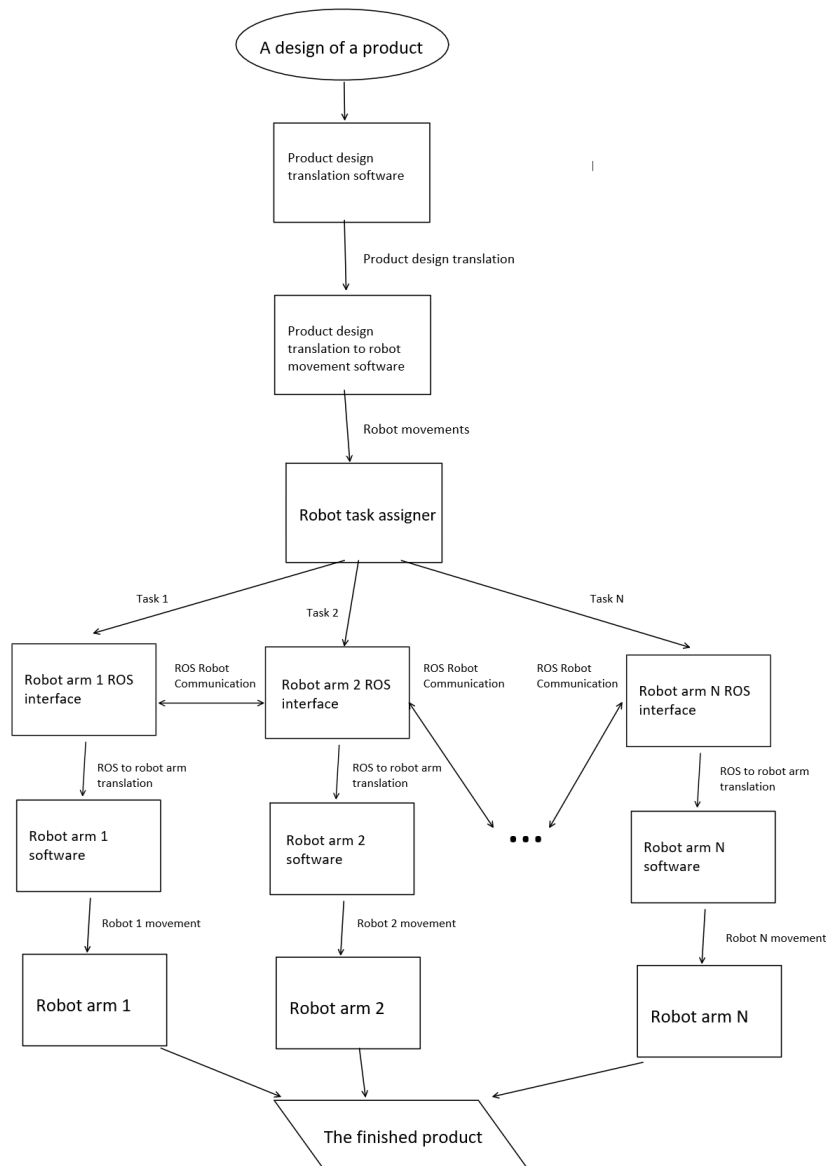 A design of a product
Product design
translation software
Product design translation
Product design
translation to robot
movement software
Robot movements
Robot task assigner
Task 1
Task 2
Task N
Robot arm 1 ROS
interface
ROS Robot
Communication
Robot arm 2 ROS
interface
ROS Robot
Communication
ROS Robot
Communication
Robot arm N ROS
interface
ROS to robot arm
translation
ROS to robot arm
translation
ROS to robot arm
translation
Robot arm 1
software
Robot arm 2
software
...
Robot arm N
software
Robot 1 movement
Robot 2 movement
Robot N movement
Robot arm 1
Robot arm 2
Robot arm N
The finished product